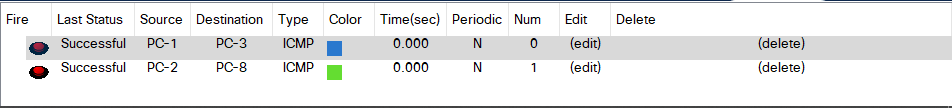 Fire Last Status Source Destination Type Color Time(sec) Periodic Num Edit Delete
Successful PC-1 PC-3 ICMP 0.000 N 0 (edit) (delete)
Successful PC-2 PC-8 ICMP 0.000 N 1 (edit) (delete)